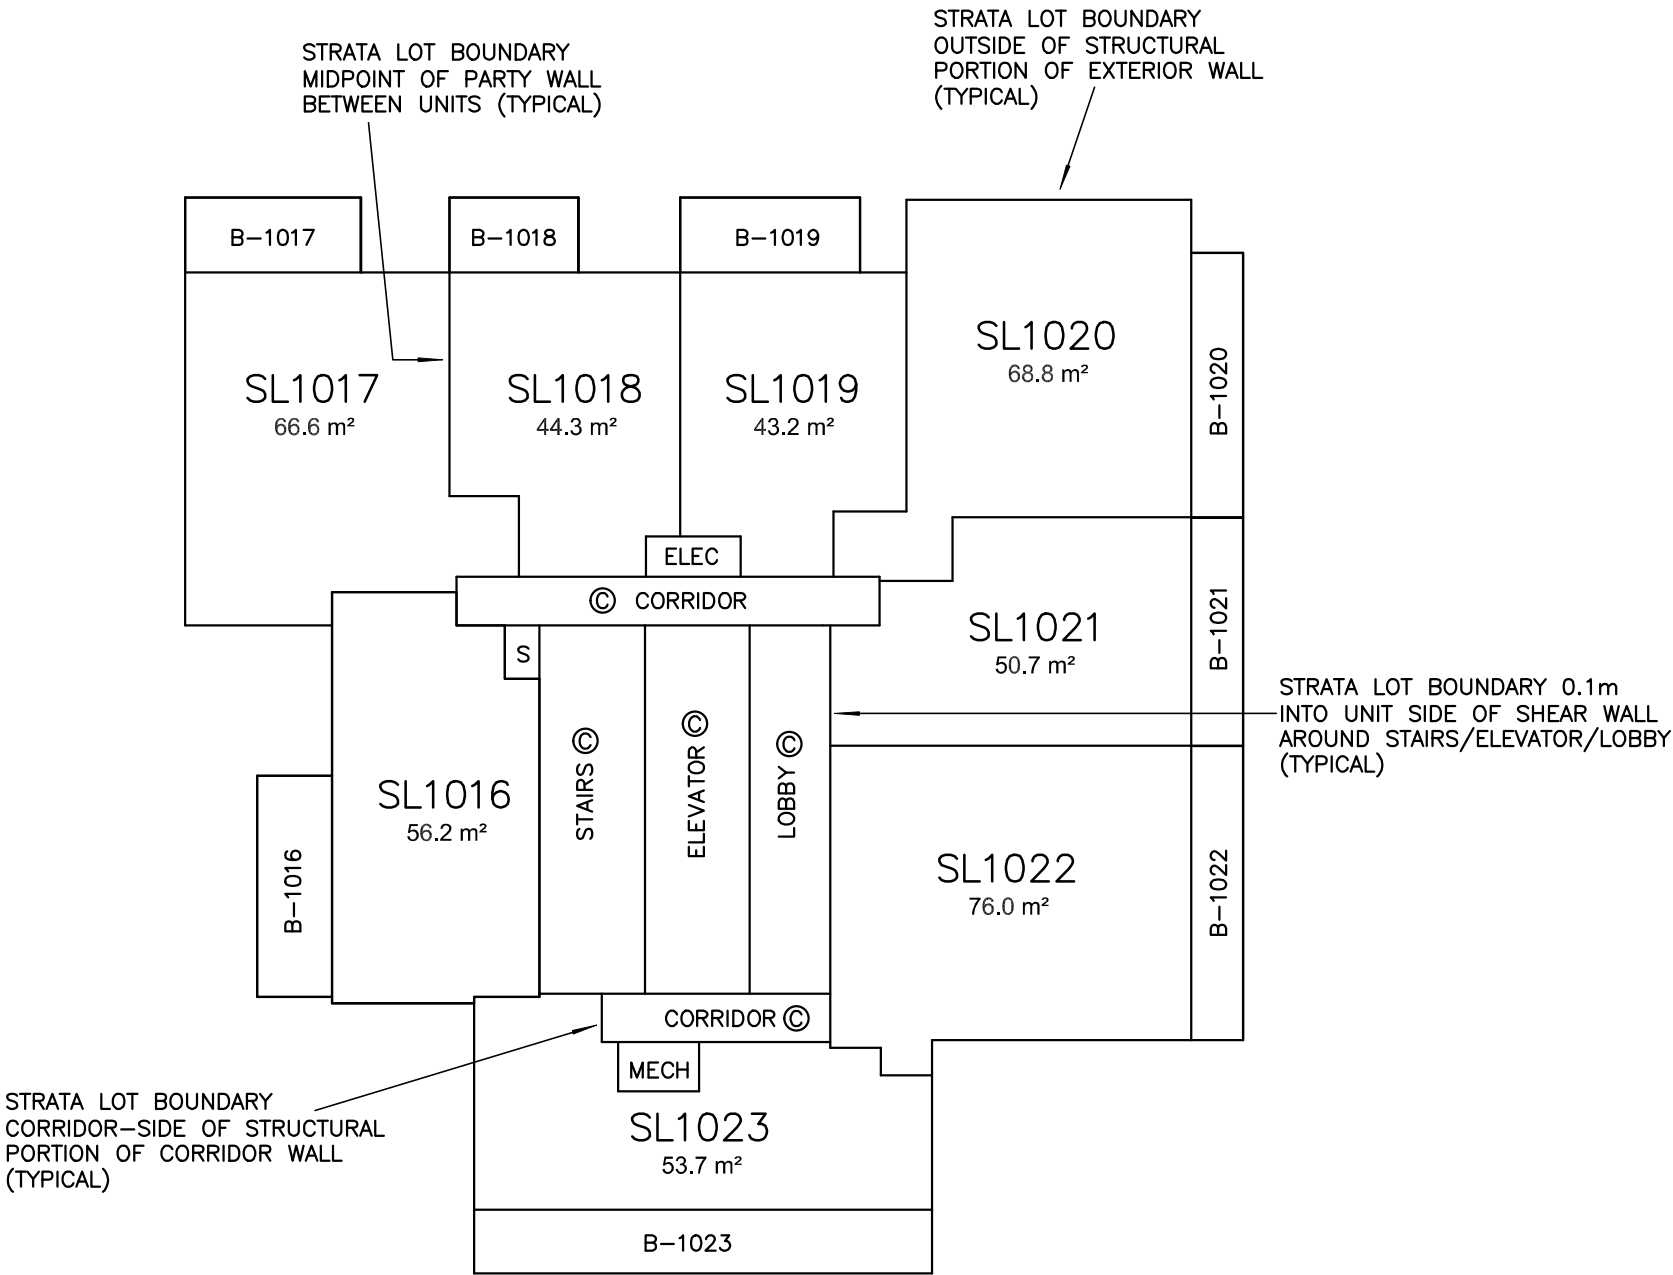 STRATA LOT BOUNDARY
OUTSIDE OF STRUCTURAL
PORTION OF EXTERIOR WALL
(TYPICAL)
STRATA LOT BOUNDARY
MIDPOINT OF PARTY WALL
BETWEEN UNITS (TYPICAL)
B-1017
B-1018
B-1019
SL1020
68.8 m²
B-1020
SL1017
66.6 m²
SL1018
44.3 m²
SL1019
43.2 m²
ELEC
© CORRIDOR
S
SL1021
50.7 m²
B-1021
STRATA LOT BOUNDARY 0.1m
INTO UNIT SIDE OF SHEAR WALL
AROUND STAIRS/ELEVATOR/LOBBY
(TYPICAL)
SL1016
56.2 m²
B-1016
STAIRS ©
ELEVATOR ©
LOBBY ©
SL1022
76.0 m²
B-1022
CORRIDOR ©
MECH
STRATA LOT BOUNDARY
CORRIDOR-SIDE OF STRUCTURAL
PORTION OF CORRIDOR WALL
(TYPICAL)
SL1023
53.7 m²
B-1023